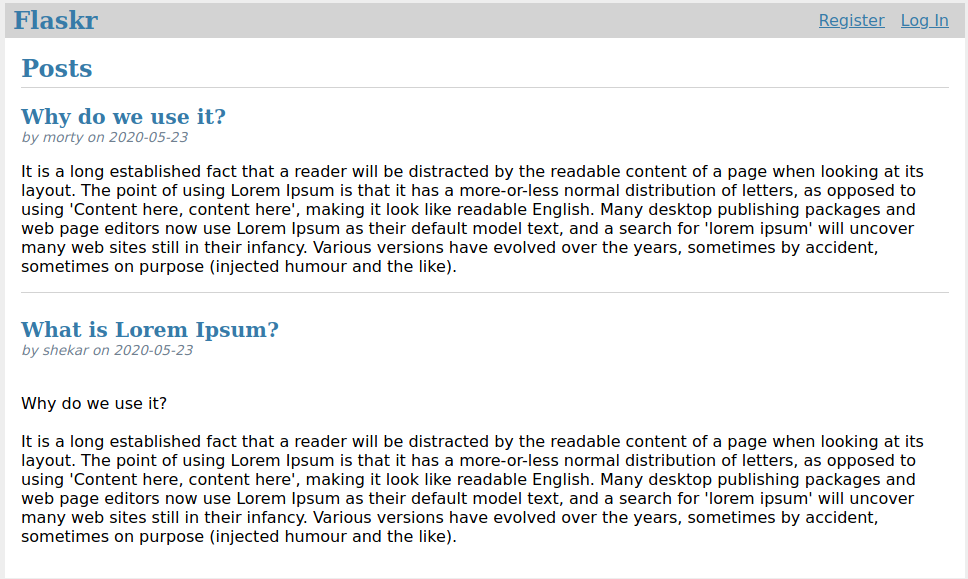 Flaskr
Register Log In
Posts
Why do we use it?
by morty on 2020-05-23
It is a long established fact that a reader will be distracted by the readable content of a page when looking at its
layout. The point of using Lorem Ipsum is that it has a more-or-less normal distribution of letters, as opposed to
using 'Content here, content here', making it look like readable English. Many desktop publishing packages and
web page editors now use Lorem Ipsum as their default model text, and a search for 'lorem ipsum' will uncover
many web sites still in their infancy. Various versions have evolved over the years, sometimes by accident,
sometimes on purpose (injected humour and the like).
What is Lorem Ipsum?
by shekar on 2020-05-23
Why do we use it?
It is a long established fact that a reader will be distracted by the readable content of a page when looking at its
layout. The point of using Lorem Ipsum is that it has a more-or-less normal distribution of letters, as opposed to
using 'Content here, content here', making it look like readable English. Many desktop publishing packages and
web page editors now use Lorem Ipsum as their default model text, and a search for 'lorem ipsum' will uncover
many web sites still in their infancy. Various versions have evolved over the years, sometimes by accident,
sometimes on purpose (injected humour and the like).